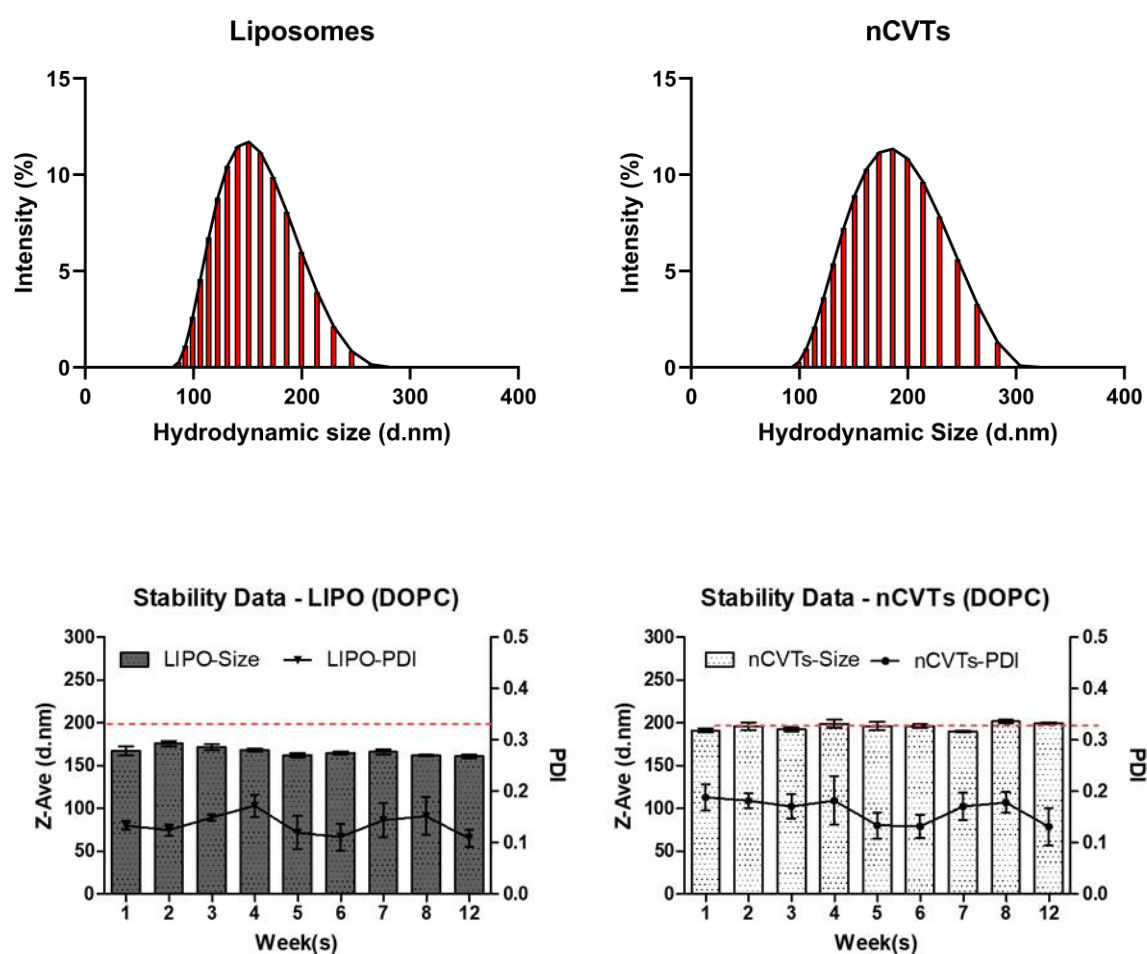 Liposomes
15
10
5
0
Intensity (%)
0 100 200 300 400
Hydrodynamic size (d.nm)
nCVTs
15
10
5
0
Intensity (%)
0 100 200 300 400
Hydrodynamic Size (d.nm)
Stability Data - LIPO (DOPC)
LIPO-Size LIPO-PDI
300
250
200
150
100
50
0
Z-Ave (d.nm)
0.5
0.4
0.3
0.2
0.1
0.0
PDI
1 2 3 4 5 6 7 8 12
Week(s)
Stability Data - nCVTs (DOPC)
nCVTs-Size nCVTs-PDI
300
250
200
150
100
50
0
Z-Ave (d.nm)
0.5
0.4
0.3
0.2
0.1
0.0
PDI
1 2 3 4 5 6 7 8 12
Week(s)